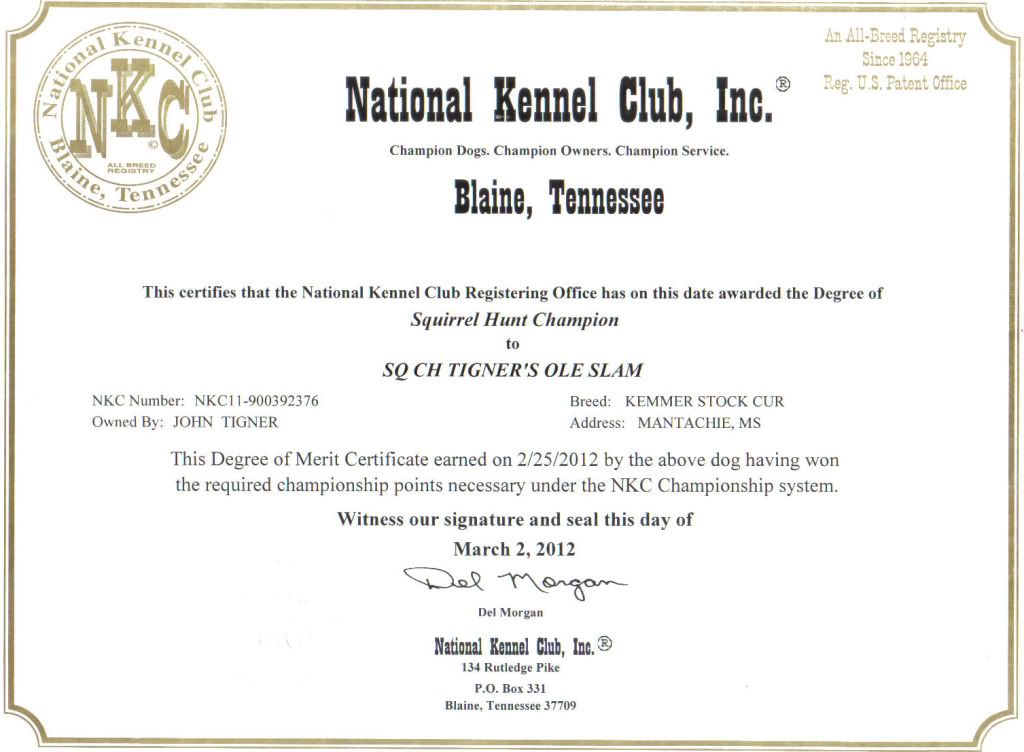 National Kennel Club
NKC
©
ALL BREED
REGISTRY
Blaine, Tennessee
An All-Breed Registry
Since 1964
Reg. U.S. Patent Office
National Kennel Club, Inc.®
Champion Dogs. Champion Owners. Champion Service.
Blaine, Tennessee
This certifies that the National Kennel Club Registering Office has on this date awarded the Degree of
Squirrel Hunt Champion
to
SQ CH TIGNER'S OLE SLAM
NKC Number: NKC11-900392376
Breed: KEMMER STOCK CUR
Owned By: JOHN TIGNER
Address: MANTACHIE, MS
This Degree of Merit Certificate earned on 2/25/2012 by the above dog having won
the required championship points necessary under the NKC Championship system.
Witness our signature and seal this day of
March 2, 2012
Del Morgan
Del Morgan
National Kennel Club, Inc.®
134 Rutledge Pike
P.O. Box 331
Blaine, Tennessee 37709